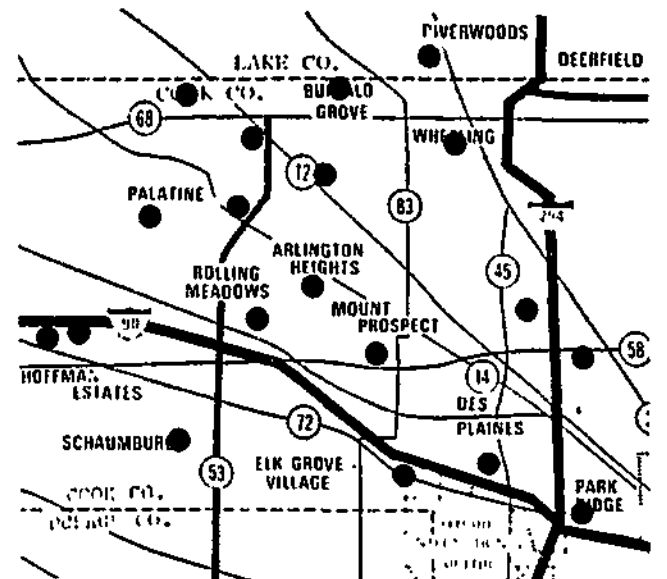 RIVERWOODS
DEERFIELD
LAKE CO.
COOK CO.
BUFFALO
GROVE
68
WHEELING
12
PALATINE
83
294
ARLINGTON
HEIGHTS
45
ROLLING
MEADOWS
MOUNT
PROSPECT
90
58
HOFFMAN
ESTATES
14
DES
PLAINES
72
SCHAUMBURG
ELK GROVE
VILLAGE
53
PARK
RIDGE
COOK CO.
DUPAGE CO.